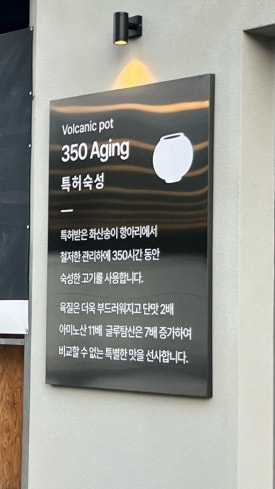 Volcanic pot
350 Aging
특허숙성
특허받은 화산송이 항아리에서
철저한 관리하에 350시간 동안
숙성한 고기를 사용합니다.
육질은 더욱 부드러워지고 단맛 2배
아미노산 11배 글루탐산은 7배 증가하여
비교할 수 없는 특별한 맛을 선사합니다.